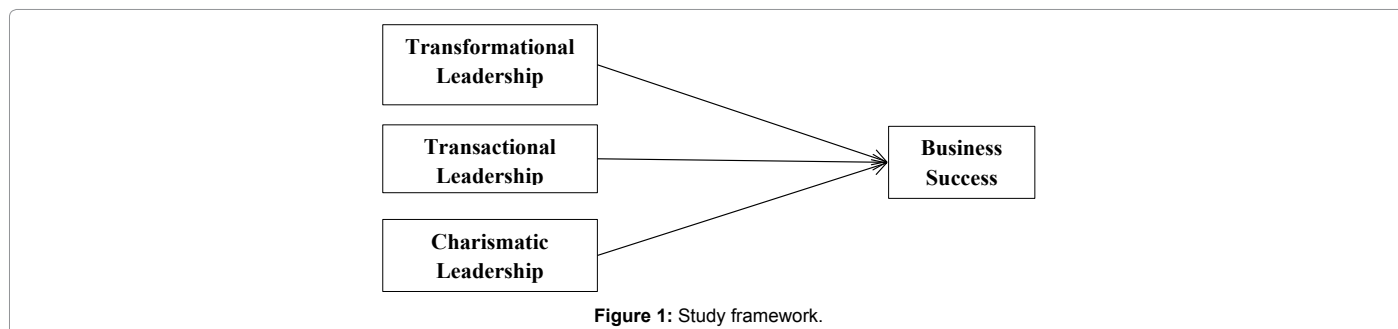 Transformational
Leadership
Transactional
Leadership
Charismatic
Leadership
Business
Success
Figure 1: Study framework.